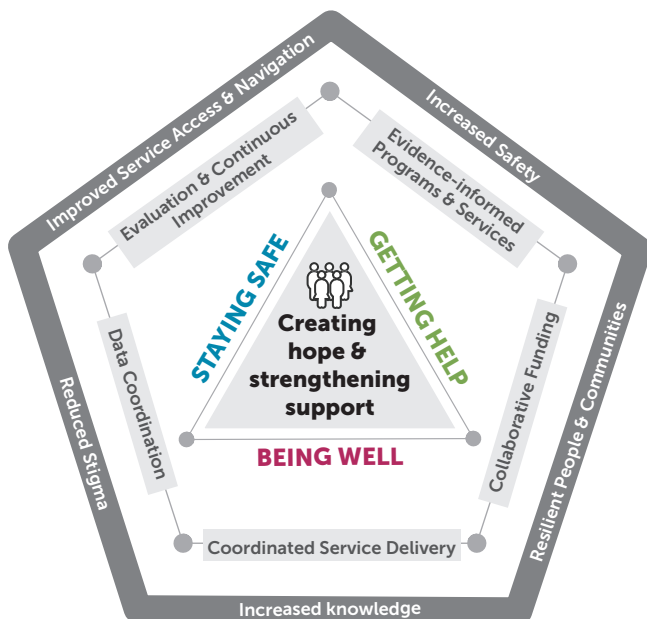 Improved Service Access & Navigation
Increased Safety
Evaluation & Continuous
Improvement
Evidence-informed
Programs & Services
STAYING SAFE
GETTING HELP
Creating
hope &
strengthening
support
BEING WELL
Data Coordination
Collaborative Funding
Reduced Stigma
Resilient People & Communities
Coordinated Service Delivery
Increased knowledge